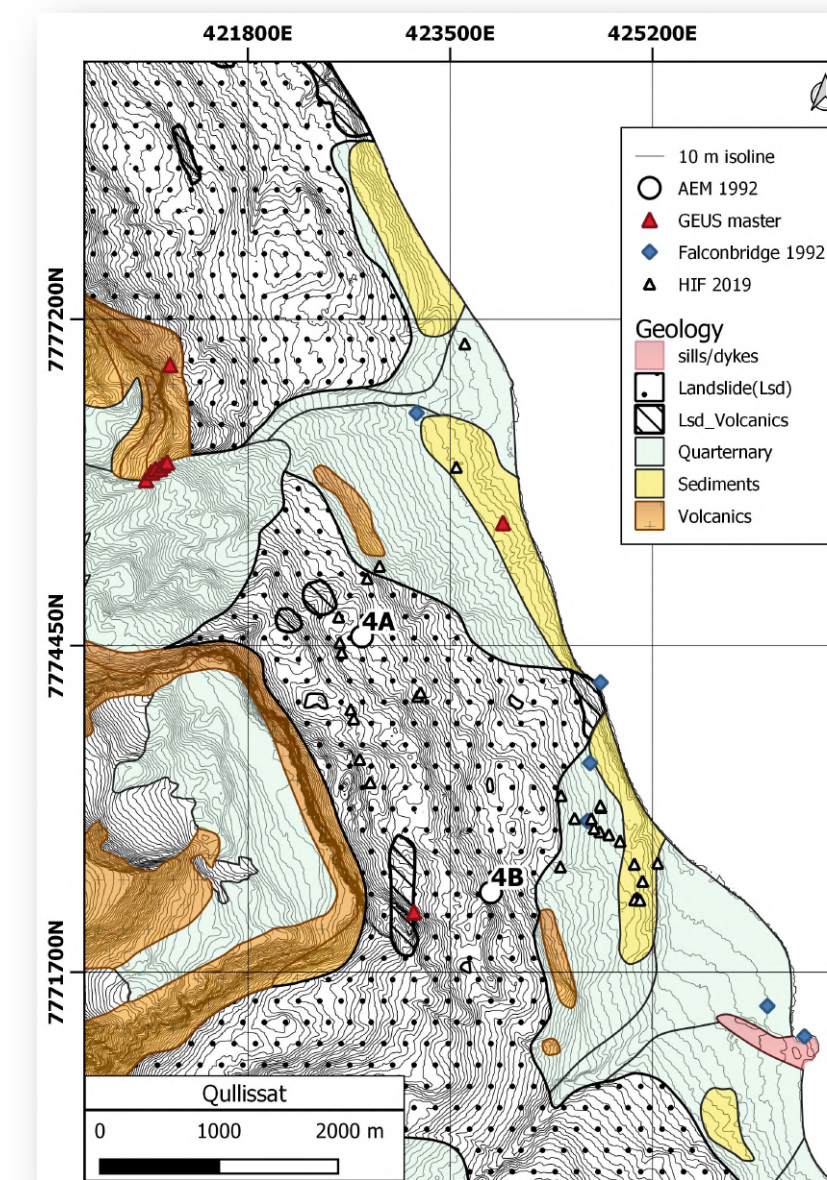 421800E 423500E 425200E
7777200N
7774450N
7771700N
10 m isoline
AEM 1992
GEUS master
Falconbridge 1992
HIF 2019
Geology
sills/dykes
Landslide(Lsd)
Lsd_Volcanics
Quarternary
Sediments
Volcanics
4A
4B
Qullissat
0 1000 2000 m